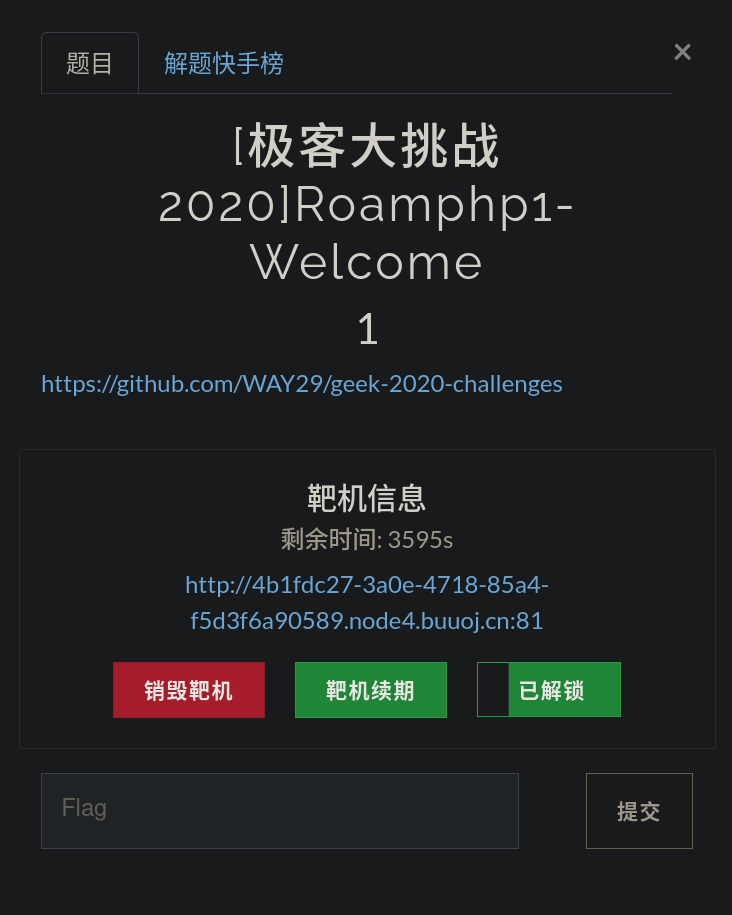 题目
解题快手榜
×
[极客大挑战
2020]Roamphp1-
Welcome
1
https://github.com/WAY29/geek-2020-challenges
靶机信息
剩余时间: 3595s
http://4b1fdc27-3a0e-4718-85a4-
f5d3f6a90589.node4.buuoj.cn:81
销毁靶机
靶机续期
已解锁
Flag
提交